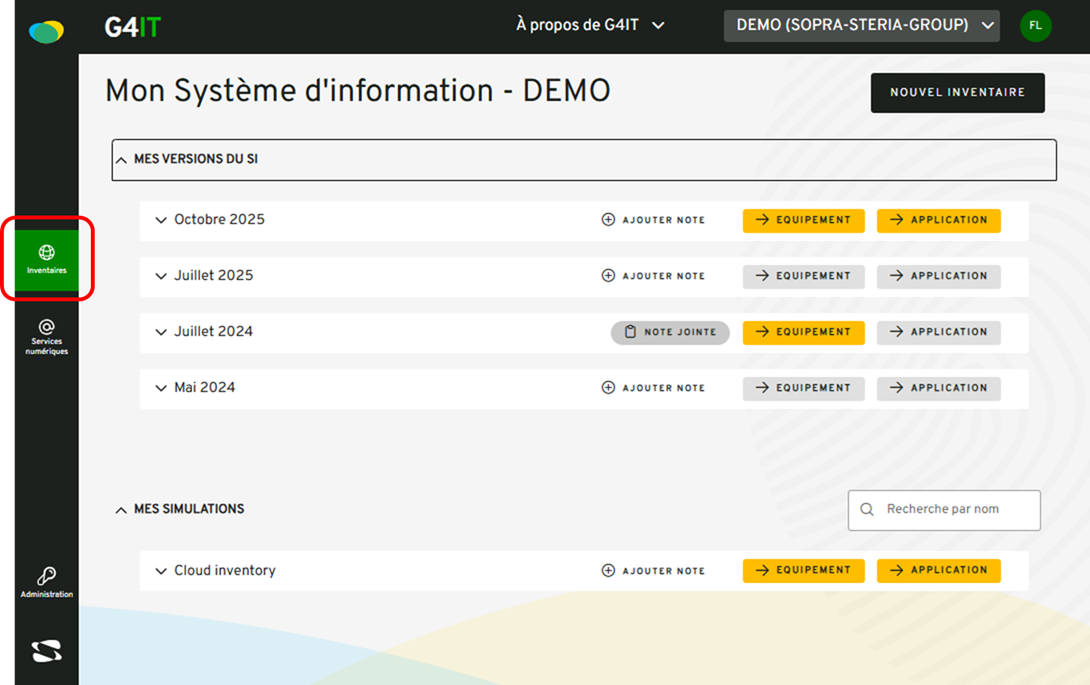 G4IT
À propos de G4IT
DEMO (SOPRA-STERIA-GROUP)
FL
Mon Système d'information - DEMO
NOUVEL INVENTAIRE
MES VERSIONS DU SI
Octobre 2025 AJOUTER NOTE EQUIPEMENT APPLICATION
Inventaires
Juillet 2025 AJOUTER NOTE EQUIPEMENT APPLICATION
Services
numériques
Juillet 2024 NOTE JOINTE EQUIPEMENT APPLICATION
Mai 2024 AJOUTER NOTE EQUIPEMENT APPLICATION
MES SIMULATIONS
Recherche par nom
Cloud inventory AJOUTER NOTE EQUIPEMENT APPLICATION
Administration